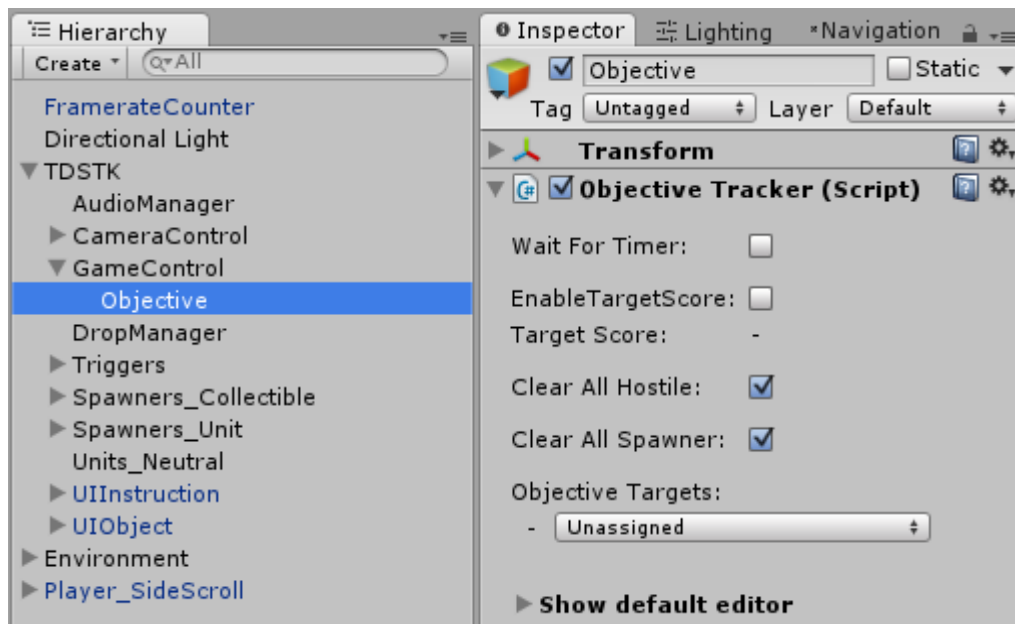 Hierarchy
Create All
FramerateCounter
Directional Light
TDSTK
AudioManager
CameraControl
GameControl
Objective
DropManager
Triggers
Spawners_Collectible
Spawners_Unit
Units_Neutral
UIInstruction
UIObject
Environment
Player_SideScroll
Inspector Lighting *Navigation
Objective Static
Tag Untagged Layer Default
Transform
Objective Tracker (Script)
Wait For Timer:
EnableTargetScore:
Target Score: -
Clear All Hostile:
Clear All Spawner:
Objective Targets:
- Unassigned
Show default editor